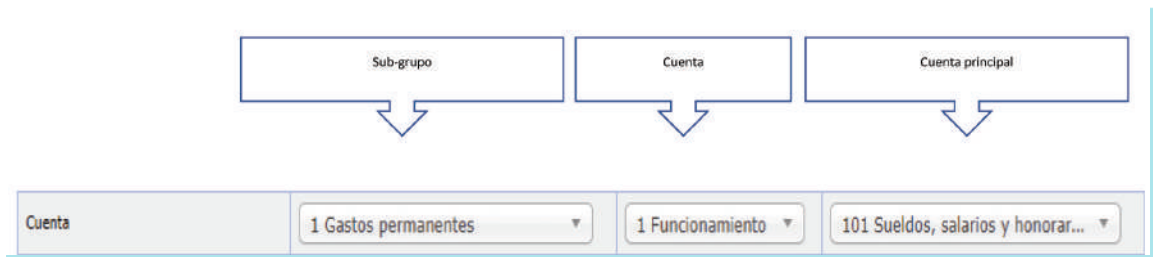 Sub-grupo
Cuenta
Cuenta principal
Cuenta
1 Gastos permanentes
1 Funcionamiento
101 Sueldos, salarios y honorar...